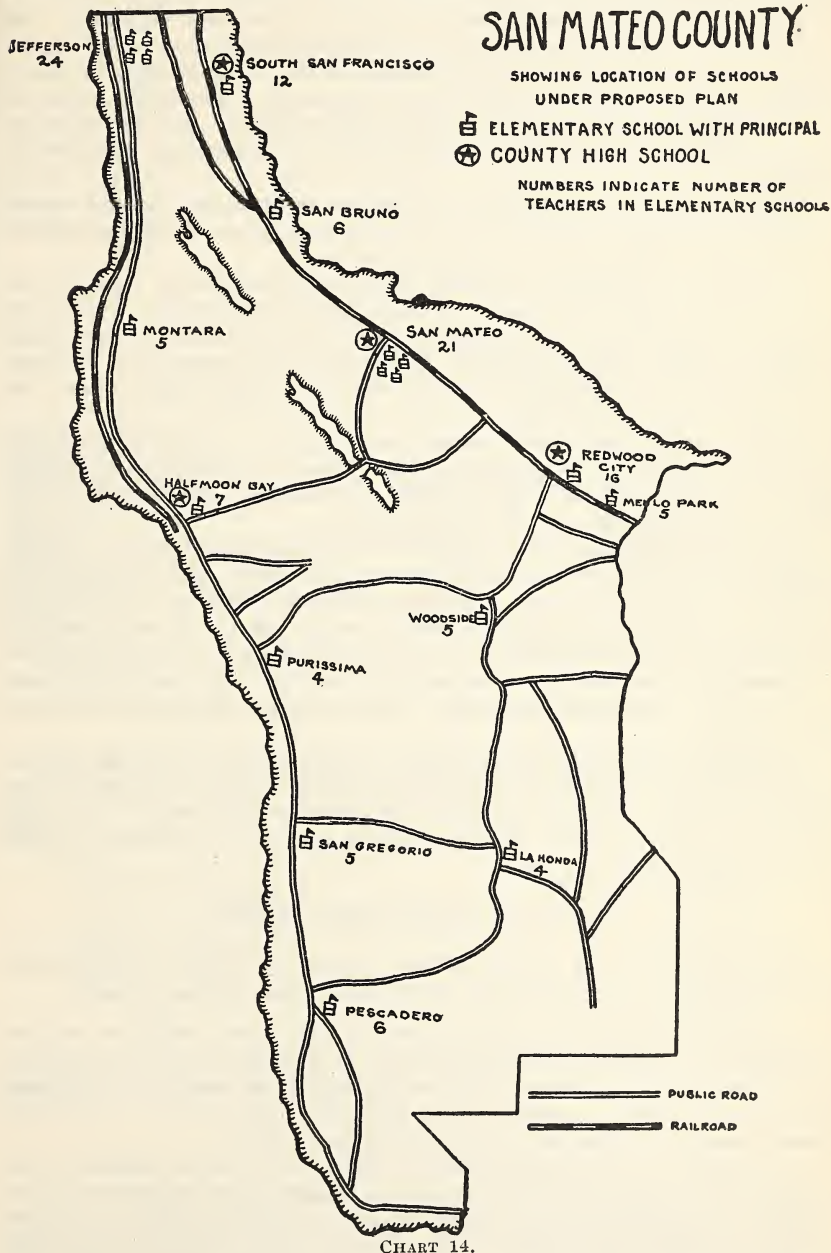 SAN MATEO COUNTY
SHOWING LOCATION OF SCHOOLS
UNDER PROPOSED PLAN
ELEMENTARY SCHOOL WITH PRINCIPAL
COUNTY HIGH SCHOOL
NUMBERS INDICATE NUMBER OF
TEACHERS IN ELEMENTARY SCHOOLS
JEFFERSON
24
SOUTH SAN FRANCISCO
12
SAN BRUNO
6
MONTARA
5
SAN MATEO
21
REDWOOD
CITY
16
MENLO PARK
5
HALFMOON BAY
7
WOODSIDE
5
PURISSIMA
4
SAN GREGORIO
5
LA HONDA
4
PESCADERO
6
PUBLIC ROAD
RAILROAD
CHART 14.